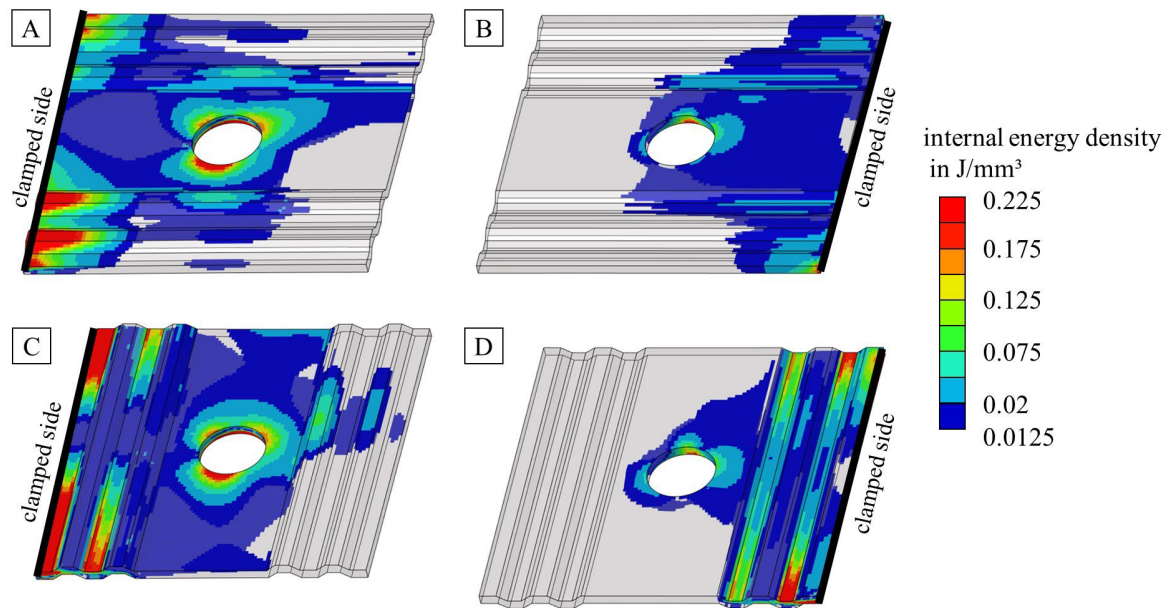 A
B
clamped side
clamped side
internal energy density
in J/mm³
0.225
0.175
0.125
0.075
0.02
0.0125
C
D
clamped side
clamped side